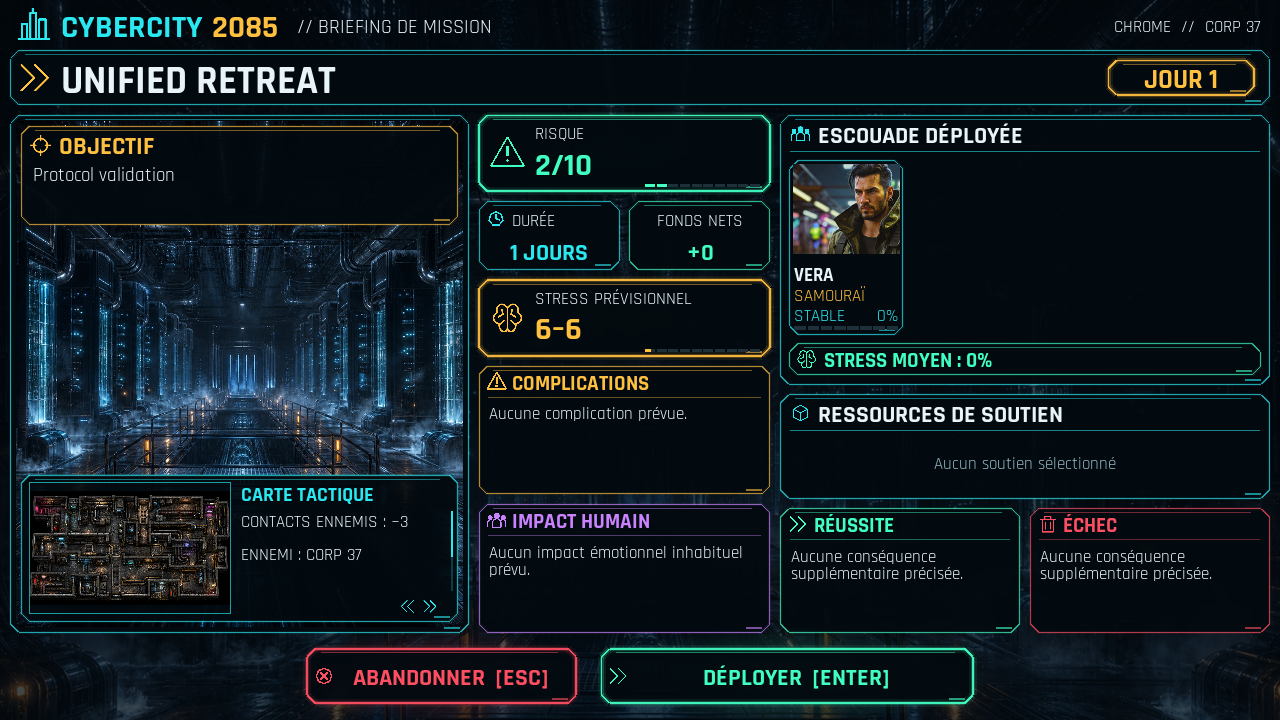 CYBERCITY 2085 // BRIEFING DE MISSION
CHROME // CORP 37
UNIFIED RETREAT
JOUR 1
OBJECTIF
Protocol validation
CARTE TACTIQUE
CONTACTS ENNEMIS : ~3
ENNEMI : CORP 37
RISQUE
2/10
DURÉE
1 JOURS
FONDS NETS
+0
STRESS PRÉVISIONNEL
6-6
COMPLICATIONS
Aucune complication prévue.
IMPACT HUMAIN
Aucun impact émotionnel inhabituel
prévu.
ESCOUADE DÉPLOYÉE
VERA
SAMOURAÏ
STABLE 0%
STRESS MOYEN : 0%
RESSOURCES DE SOUTIEN
Aucun soutien sélectionné
RÉUSSITE
Aucune conséquence
supplémentaire précisée.
ÉCHEC
Aucune conséquence
supplémentaire précisée.
ABANDONNER [ESC]
DÉPLOYER [ENTER]